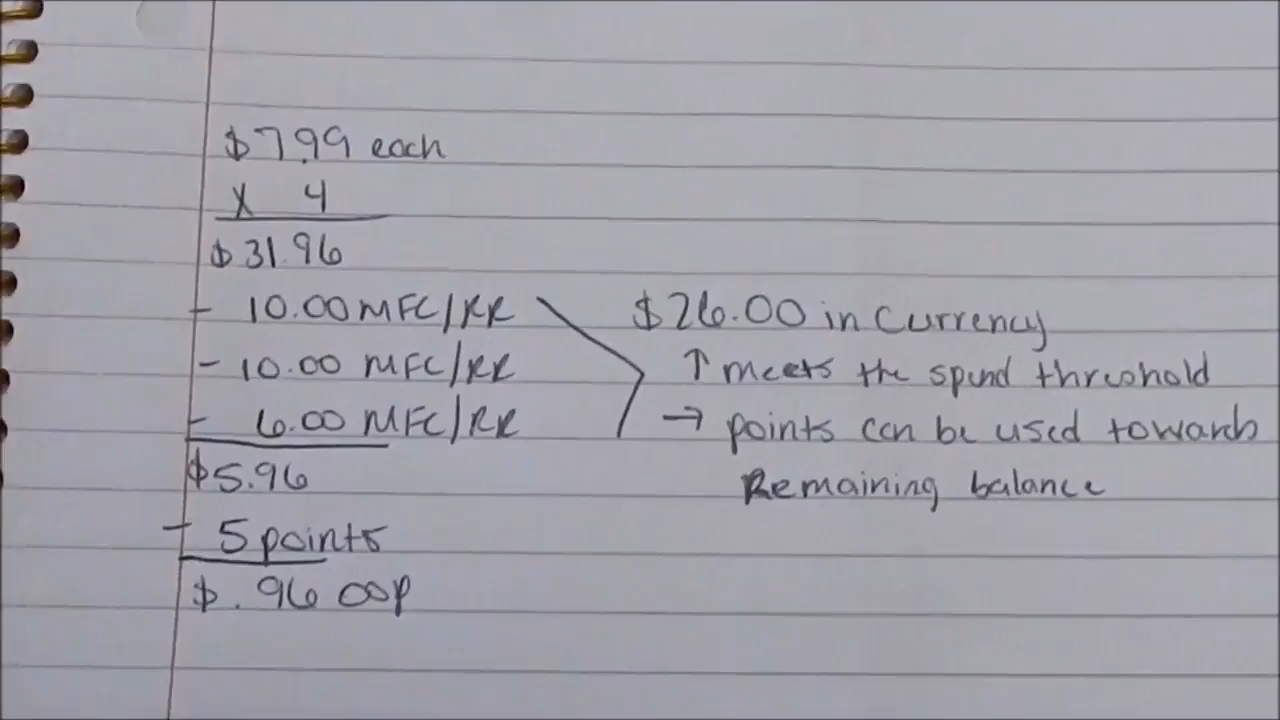 $7.99 each
x 4
$31.96
- 10.00 MFC/RR
- 10.00 MFC/RR
- 6.00 MFC/RR
$5.96
- 5 points
$.96 OOP
$26.00 in currency
↑ meets the spend threshold
→ points can be used towards
Remaining balance